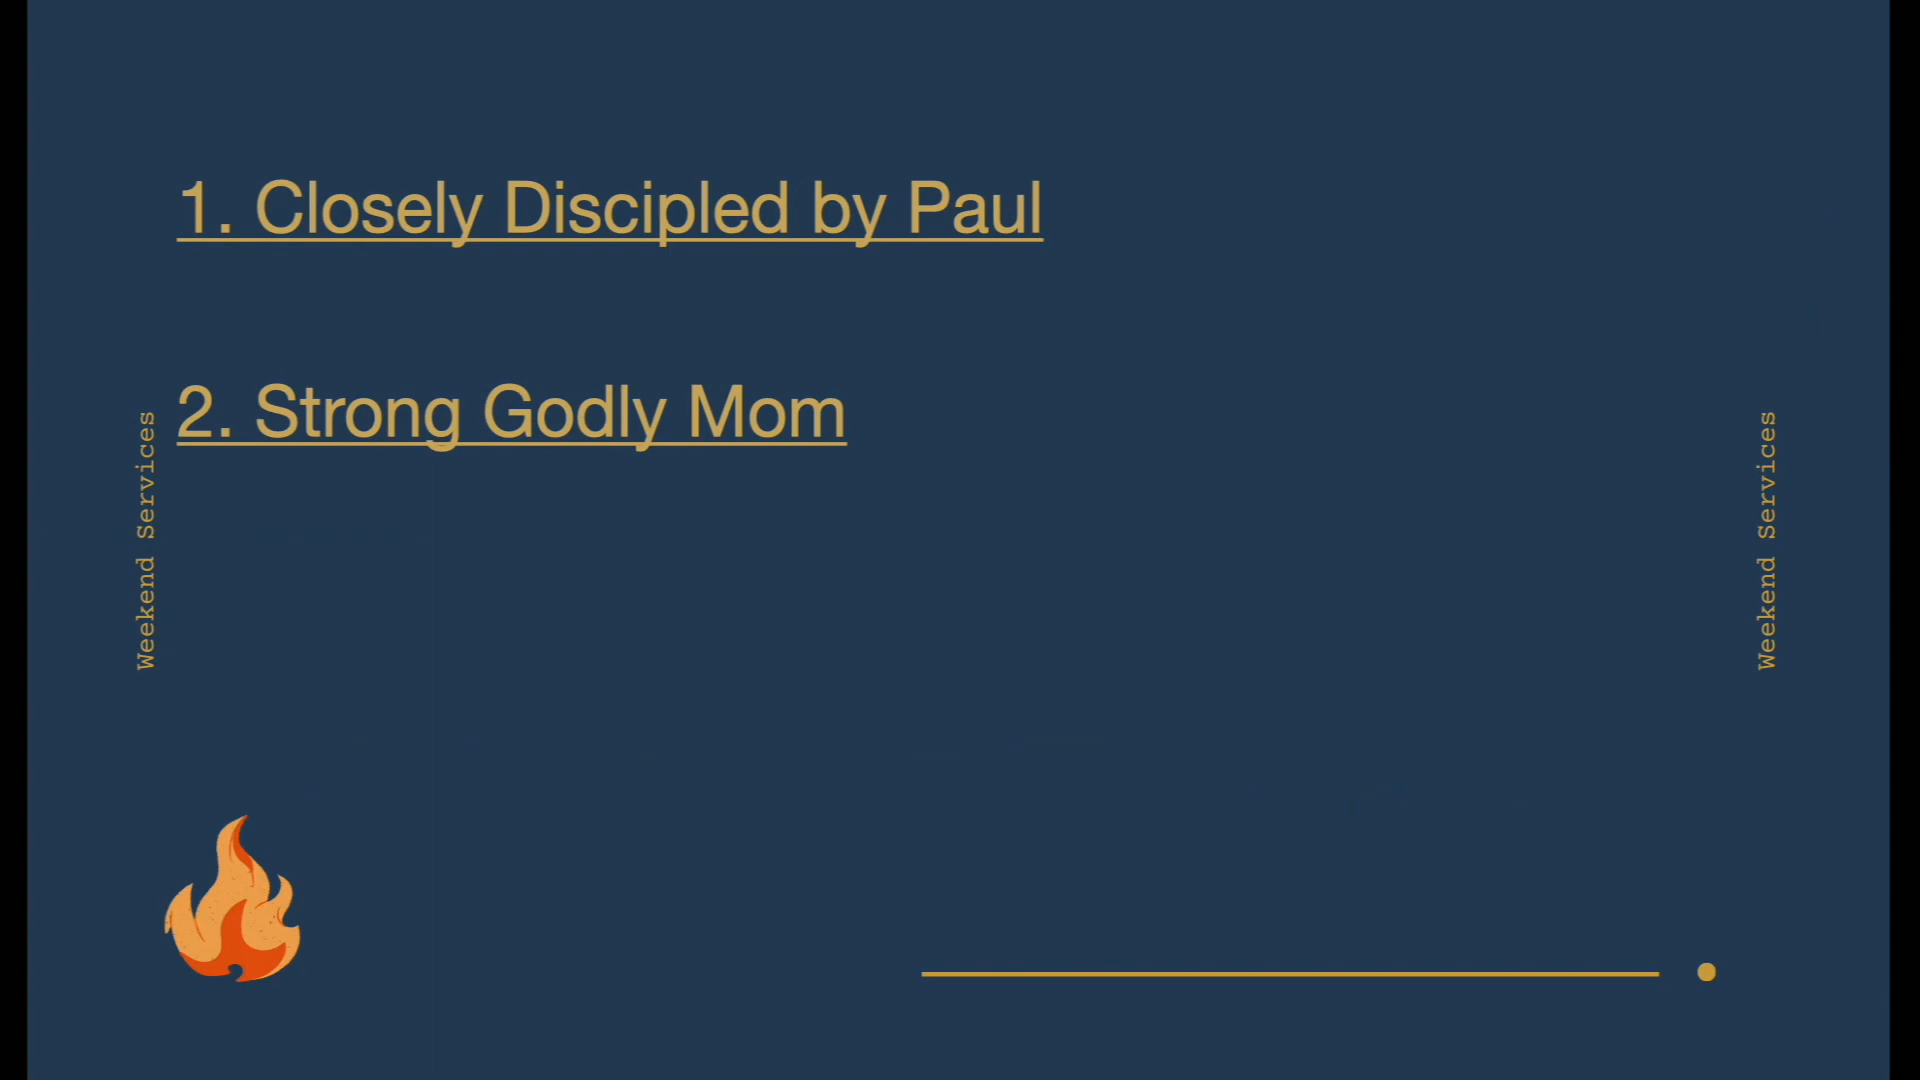 1. Closely Discipled by Paul
2. Strong Godly Mom
Weekend Services
Weekend Services